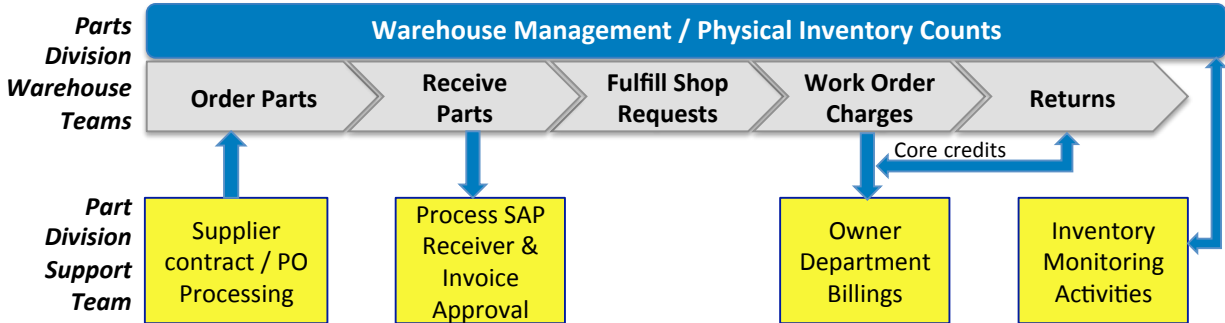 Parts
Division
Warehouse
Teams
Warehouse Management / Physical Inventory Counts
Order Parts
Receive
Parts
Fulfill Shop
Requests
Work Order
Charges
Returns
Core credits
Part
Division
Support
Team
Supplier
contract / PO
Processing
Process SAP
Receiver &
Invoice
Approval
Owner
Department
Billings
Inventory
Monitoring
Activities